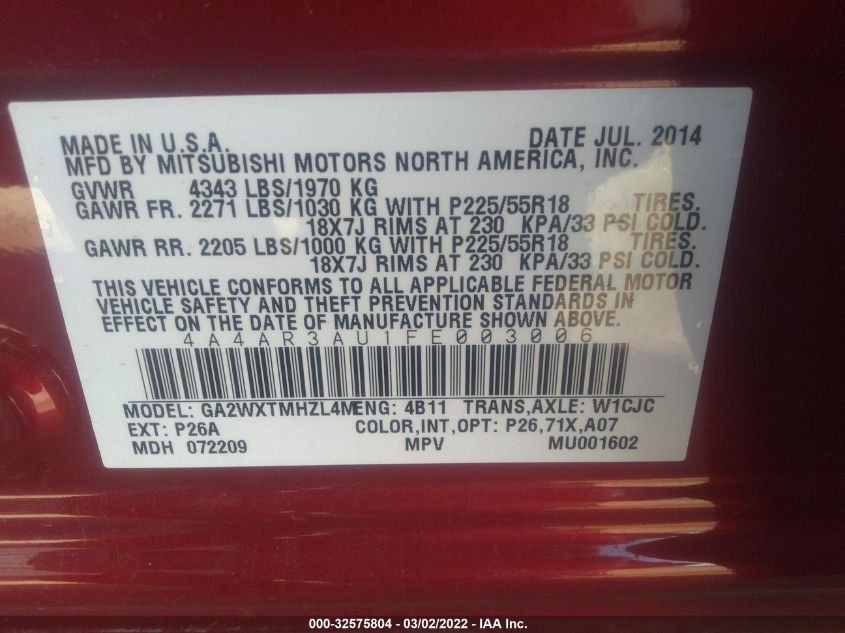 MADE IN U.S.A. DATE JUL. 2014
MFD BY MITSUBISHI MOTORS NORTH AMERICA, INC.
GVWR 4343 LBS/1970 KG
GAWR FR. 2271 LBS/1030 KG WITH P225/55R18 TIRES.
18X7J RIMS AT 230 KPA/33 PSI COLD.
GAWR RR. 2205 LBS/1000 KG WITH P225/55R18 TIRES.
18X7J RIMS AT 230 KPA/33 PSI COLD.
THIS VEHICLE CONFORMS TO ALL APPLICABLE FEDERAL MOTOR
VEHICLE SAFETY AND THEFT PREVENTION STANDARDS IN
EFFECT ON THE DATE OF MANUFACTURE SHOWN ABOVE.
4A4AR3AU1FE003006
MODEL: GA2WXTMHZL4M ENG: 4B11 TRANS,AXLE: W1CJC
EXT: P26A COLOR,INT,OPT: P26,71X,A07
MDH 072209 MPV MU001602
000-32575804 - 03/02/2022 - IAA Inc.